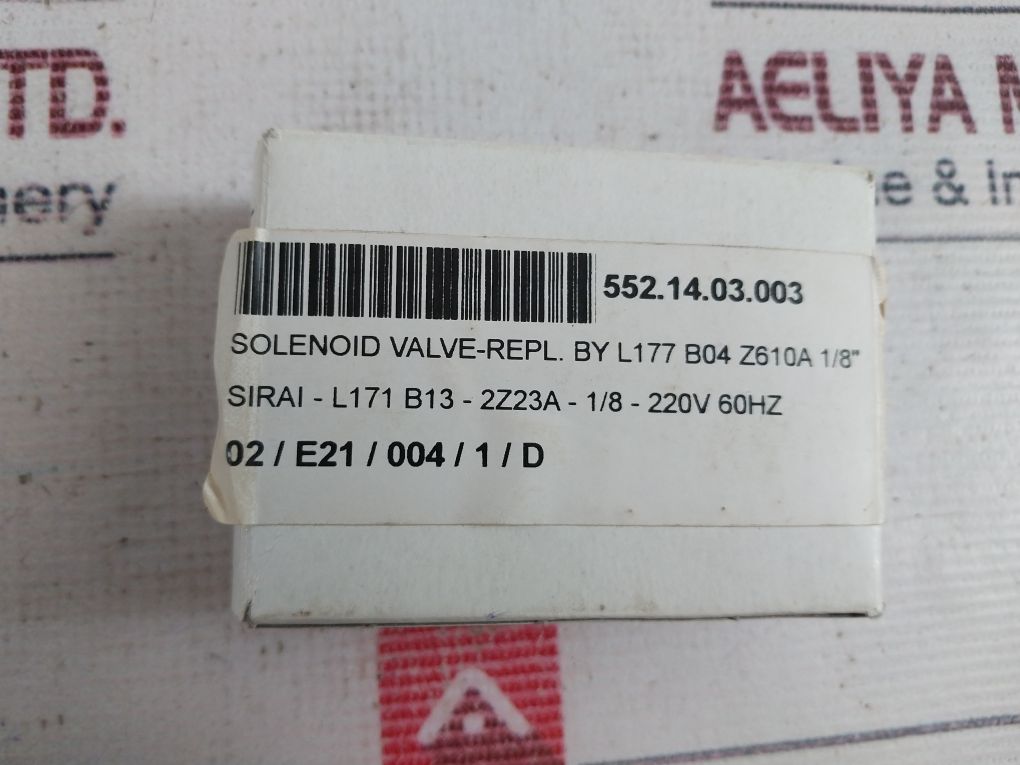 TD.
AELIYA M
ery
e & In
552.14.03.003
SOLENOID VALVE-REPL. BY L177 B04 Z610A 1/8"
SIRAI - L171 B13 - 2Z23A - 1/8 - 220V 60HZ
02 / E21 / 004 / 1 / D